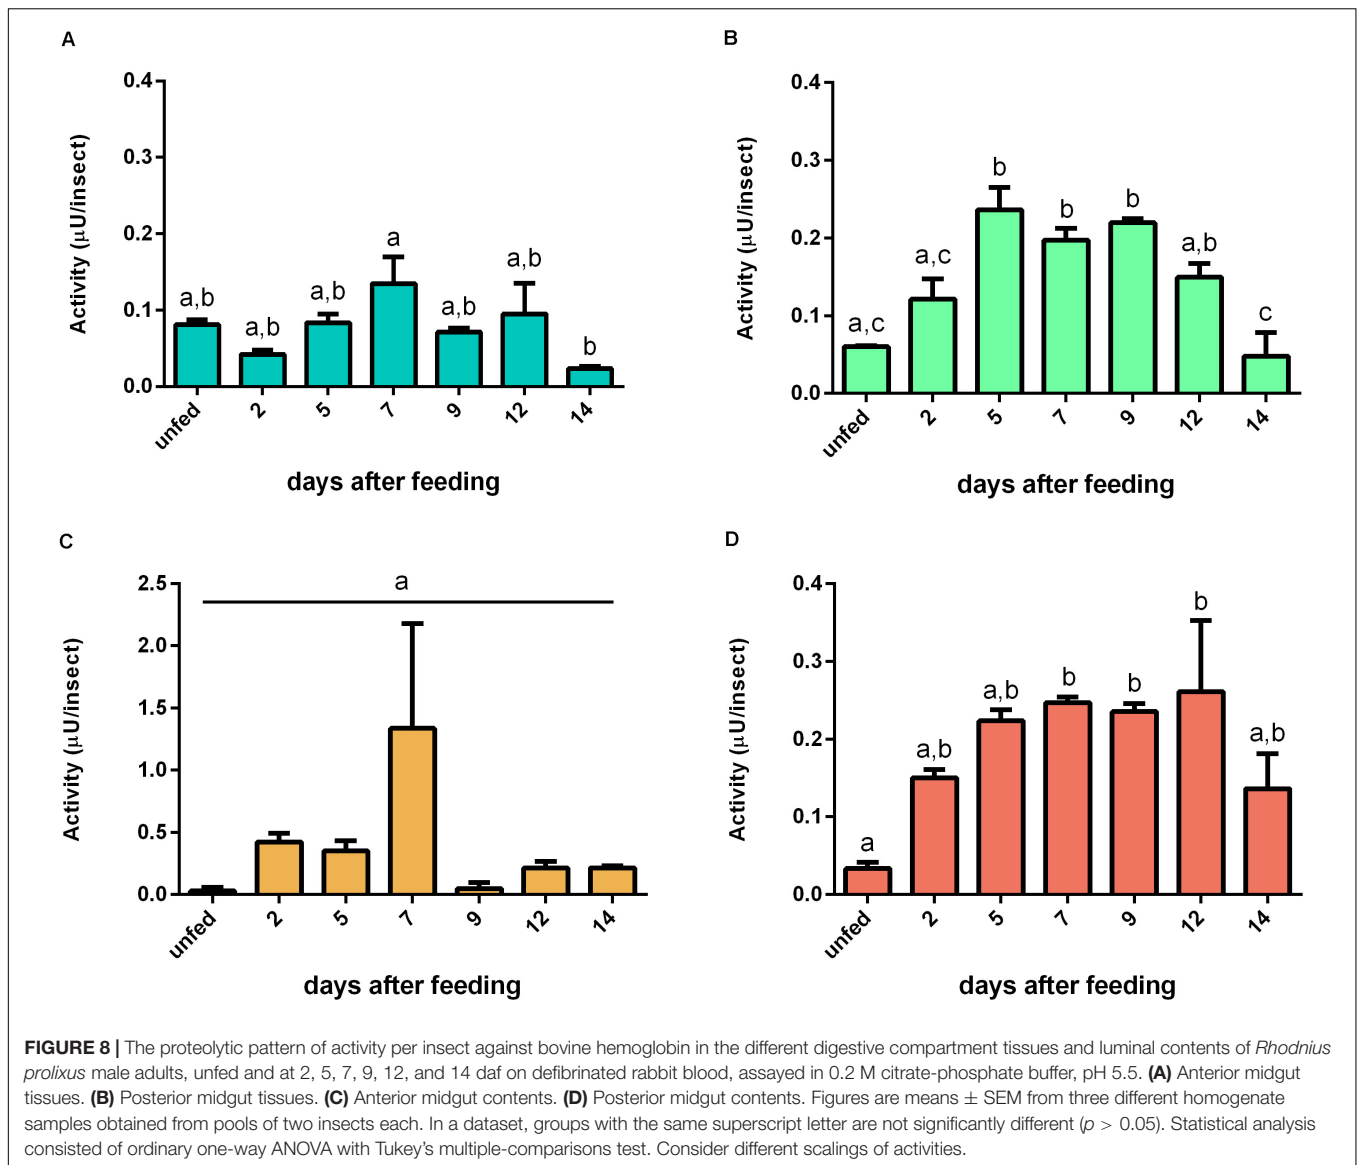 A
0.4
0.3
0.2
0.1
0.0
Activity (µU/insect)
a,b
a,b
a,b
a
a,b
a,b
b
unfed
2
5
7
9
12
14
days after feeding
B
0.4
0.3
0.2
0.1
0.0
Activity (µU/insect)
a,c
a,c
b
b
b
a,b
c
unfed
2
5
7
9
12
14
days after feeding
C
2.5
2.0
1.5
1.0
0.5
0.0
Activity (µU/insect)
a
unfed
2
5
7
9
12
14
days after feeding
D
0.4
0.3
0.2
0.1
0.0
Activity (µU/insect)
a
a,b
a,b
b
b
b
a,b
unfed
2
5
7
9
12
14
days after feeding
FIGURE 8 | The proteolytic pattern of activity per insect against bovine hemoglobin in the different digestive compartment tissues and luminal contents of Rhodnius
prolixus male adults, unfed and at 2, 5, 7, 9, 12, and 14 daf on defibrinated rabbit blood, assayed in 0.2 M citrate-phosphate buffer, pH 5.5. (A) Anterior midgut
tissues. (B) Posterior midgut tissues. (C) Anterior midgut contents. (D) Posterior midgut contents. Figures are means ± SEM from three different homogenate
samples obtained from pools of two insects each. In a dataset, groups with the same superscript letter are not significantly different (p > 0.05). Statistical analysis
consisted of ordinary one-way ANOVA with Tukey's multiple-comparisons test. Consider different scalings of activities.